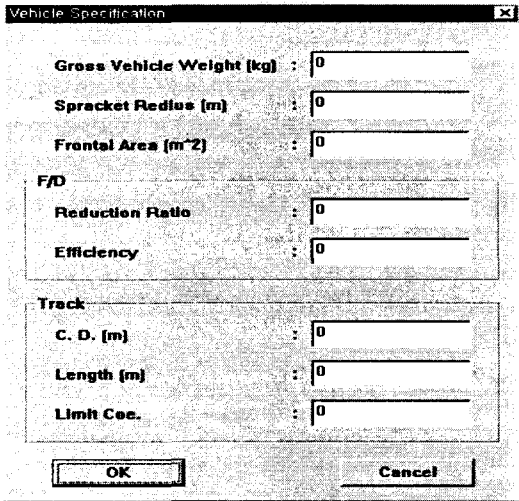 Vehicle Specification
Gross Vehicle Weight (kg) : 0
Spracket Redius (m) : 0
Frontal Area (m^2) : 0
F/D
Reduction Ratio : 0
Efficiency : 0
Track
C. D. (m) : 0
Length (m) : 0
Limit Coe. : 0
OK Cancel